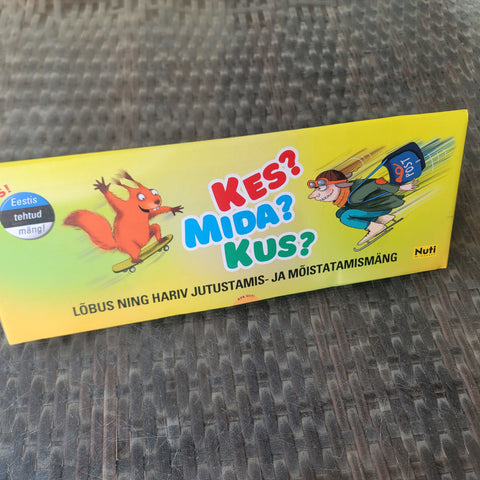 Eestis
tehtud
mäng!
KES?
MIDA?
KUS?
POST
Nuti
LÕBUS NING HARIV JUTUSTAMIS- JA MÕISTATAMISMÄNG